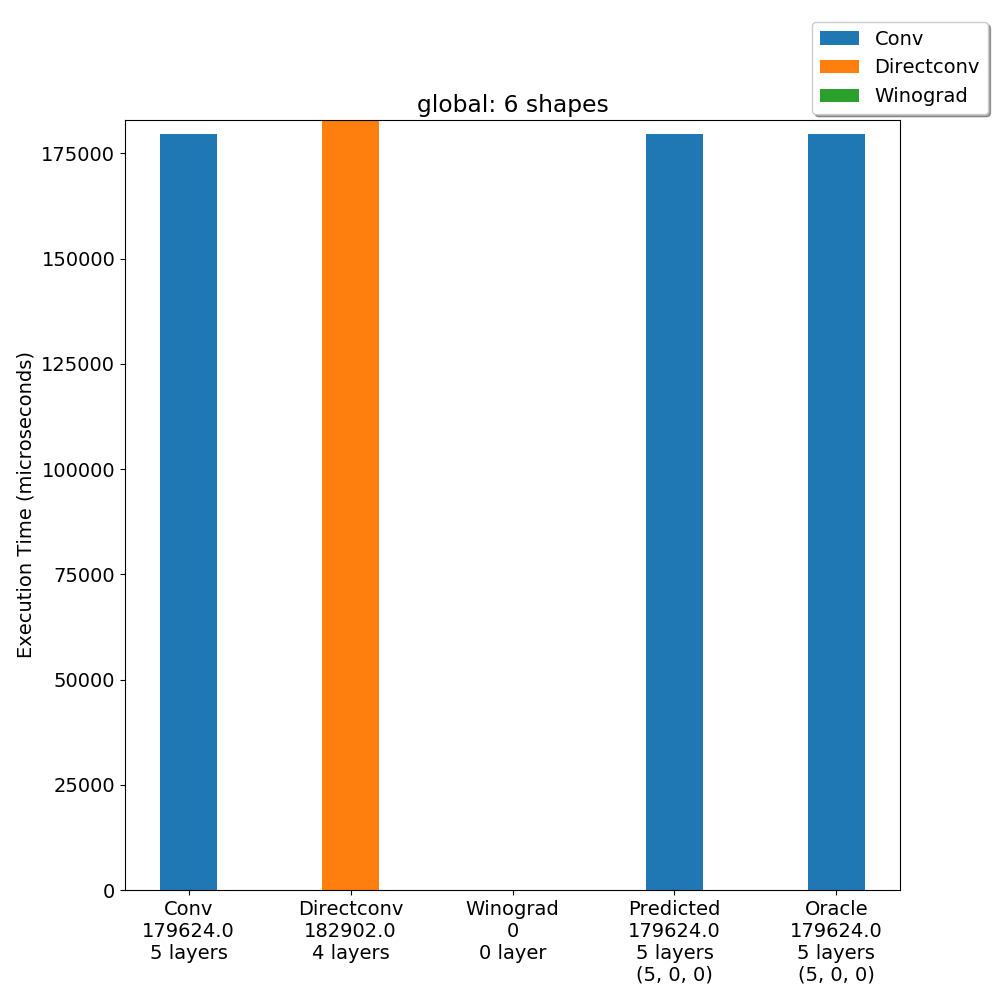 Conv
Directconv
Winograd
global: 6 shapes
Execution Time (microseconds)
175000
150000
125000
100000
75000
50000
25000
0
Conv
179624.0
5 layers
Directconv
182902.0
4 layers
Winograd
0
0 layer
Predicted
179624.0
5 layers
(5, 0, 0)
Oracle
179624.0
5 layers
(5, 0, 0)